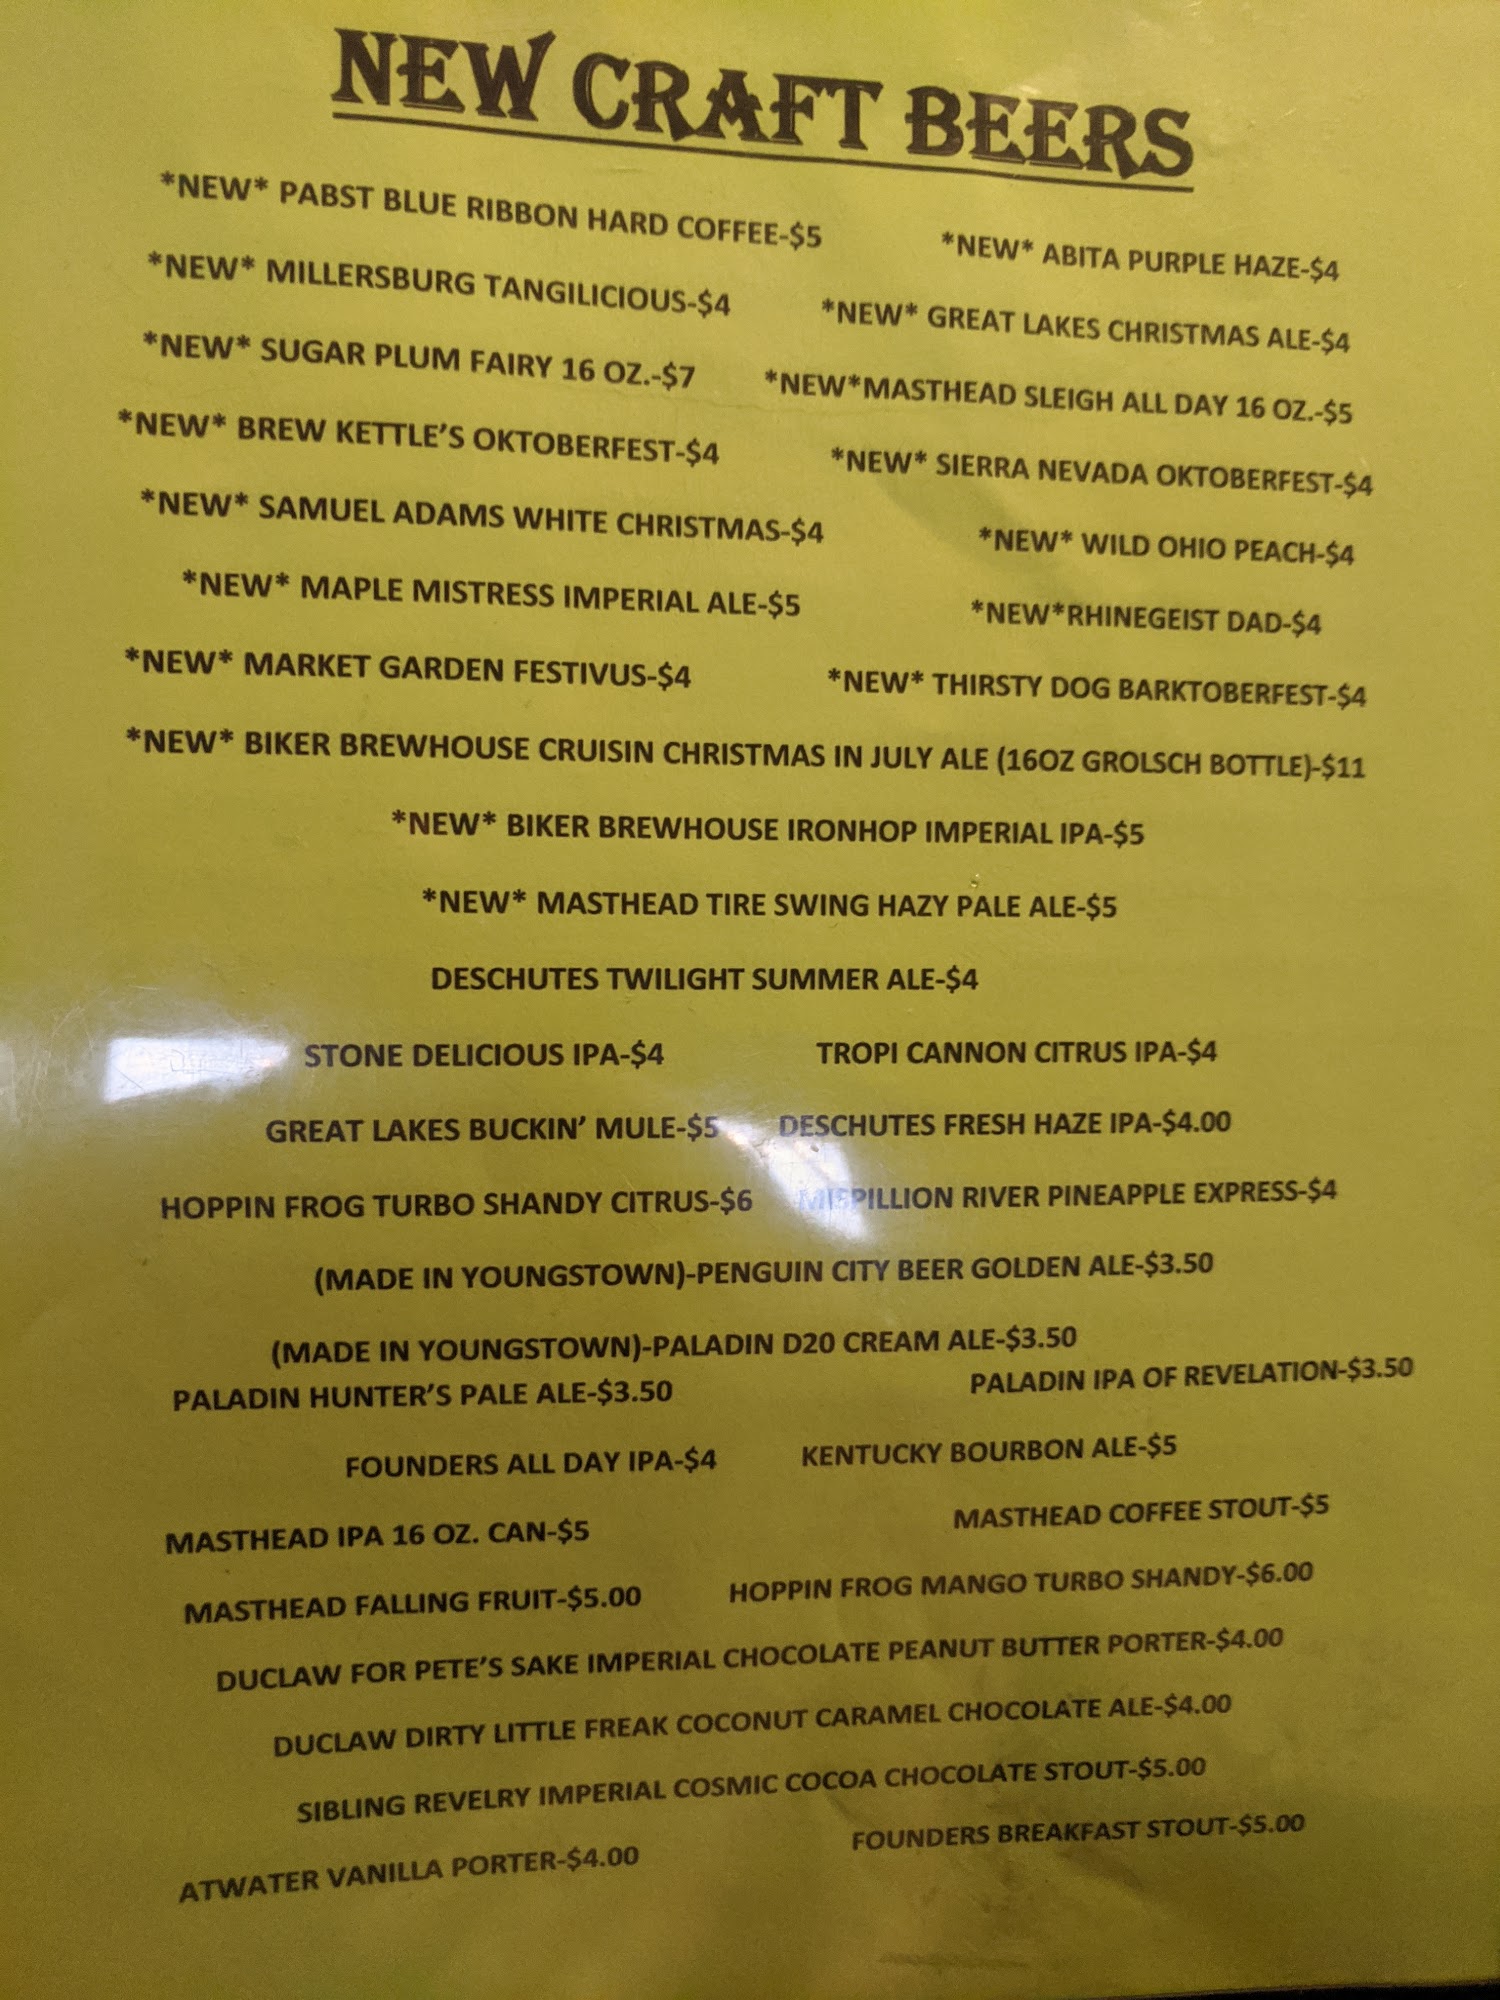 NEW CRAFT BEERS
*NEW* PABST BLUE RIBBON HARD COFFEE-$5 *NEW* ABITA PURPLE HAZE-$4
*NEW* MILLERSBURG TANGILICIOUS-$4 *NEW* GREAT LAKES CHRISTMAS ALE-$4
*NEW* SUGAR PLUM FAIRY 16 OZ.-$7 *NEW*MASTHEAD SLEIGH ALL DAY 16 OZ.-$5
*NEW* BREW KETTLE'S OKTOBERFEST-$4 *NEW* SIERRA NEVADA OKTOBERFEST-$4
*NEW* SAMUEL ADAMS WHITE CHRISTMAS-$4 *NEW* WILD OHIO PEACH-$4
*NEW* MAPLE MISTRESS IMPERIAL ALE-$5 *NEW*RHINEGEIST DAD-$4
*NEW* MARKET GARDEN FESTIVUS-$4 *NEW* THIRSTY DOG BARKTOBERFEST-$4
*NEW* BIKER BREWHOUSE CRUISIN CHRISTMAS IN JULY ALE (16OZ GROLSCH BOTTLE)-$11
*NEW* BIKER BREWHOUSE IRONHOP IMPERIAL IPA-$5
*NEW* MASTHEAD TIRE SWING HAZY PALE ALE-$5
DESCHUTES TWILIGHT SUMMER ALE-$4
STONE DELICIOUS IPA-$4 TROPI CANNON CITRUS IPA-$4
GREAT LAKES BUCKIN' MULE-$5 DESCHUTES FRESH HAZE IPA-$4.00
HOPPIN FROG TURBO SHANDY CITRUS-$6 MISPILLION RIVER PINEAPPLE EXPRESS-$4
(MADE IN YOUNGSTOWN)-PENGUIN CITY BEER GOLDEN ALE-$3.50
(MADE IN YOUNGSTOWN)-PALADIN D20 CREAM ALE-$3.50
PALADIN HUNTER'S PALE ALE-$3.50 PALADIN IPA OF REVELATION-$3.50
FOUNDERS ALL DAY IPA-$4 KENTUCKY BOURBON ALE-$5
MASTHEAD IPA 16 OZ. CAN-$5 MASTHEAD COFFEE STOUT-$5
MASTHEAD FALLING FRUIT-$5.00 HOPPIN FROG MANGO TURBO SHANDY-$6.00
DUCLAW FOR PETE'S SAKE IMPERIAL CHOCOLATE PEANUT BUTTER PORTER-$4.00
DUCLAW DIRTY LITTLE FREAK COCONUT CARAMEL CHOCOLATE ALE-$4.00
SIBLING REVELRY IMPERIAL COSMIC COCOA CHOCOLATE STOUT-$5.00
ATWATER VANILLA PORTER-$4.00 FOUNDERS BREAKFAST STOUT-$5.00